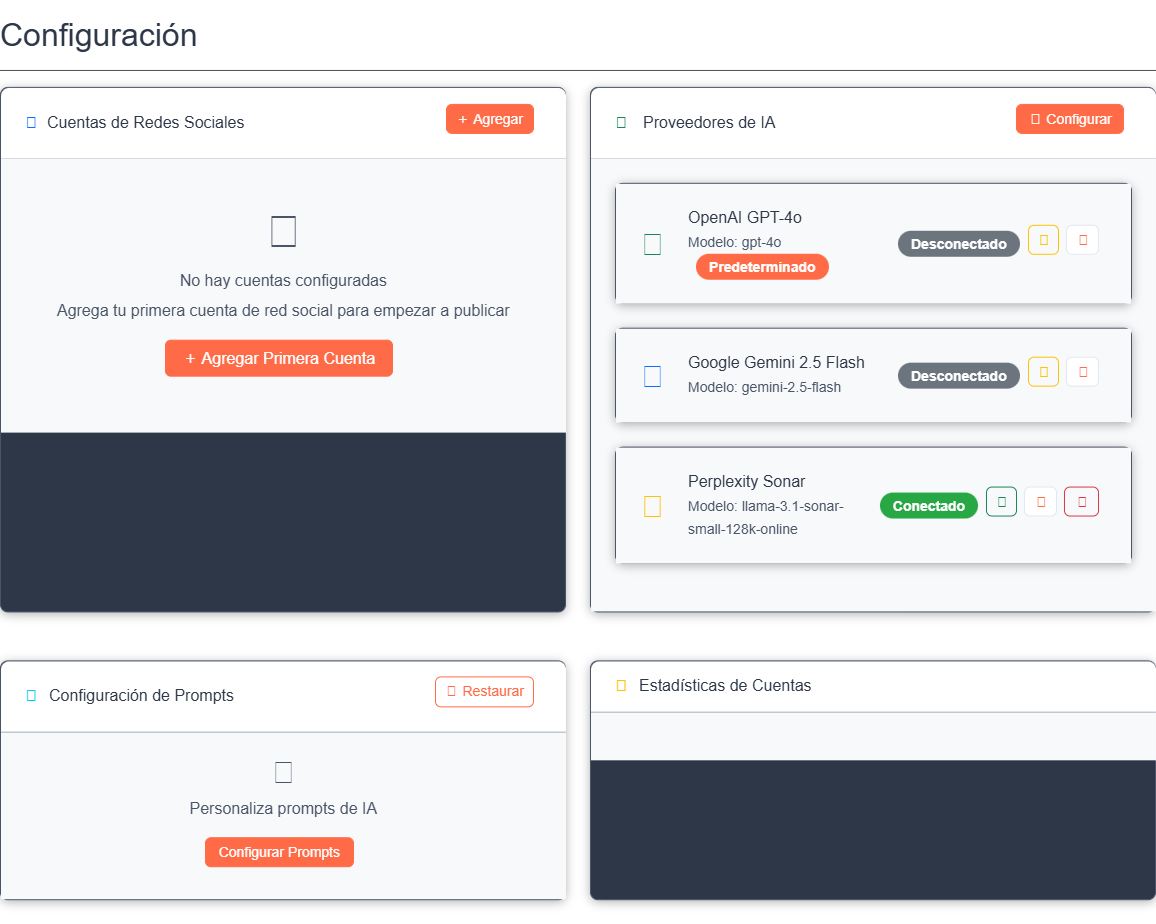 Configuración
Cuentas de Redes Sociales
+ Agregar
No hay cuentas configuradas
Agrega tu primera cuenta de red social para empezar a publicar
+ Agregar Primera Cuenta
Proveedores de IA
Configurar
OpenAI GPT-4o
Modelo: gpt-4o
Predeterminado
Desconectado
Google Gemini 2.5 Flash
Modelo: gemini-2.5-flash
Desconectado
Perplexity Sonar
Modelo: llama-3.1-sonar-
small-128k-online
Conectado
Configuración de Prompts
Restaurar
Personaliza prompts de IA
Configurar Prompts
Estadísticas de Cuentas